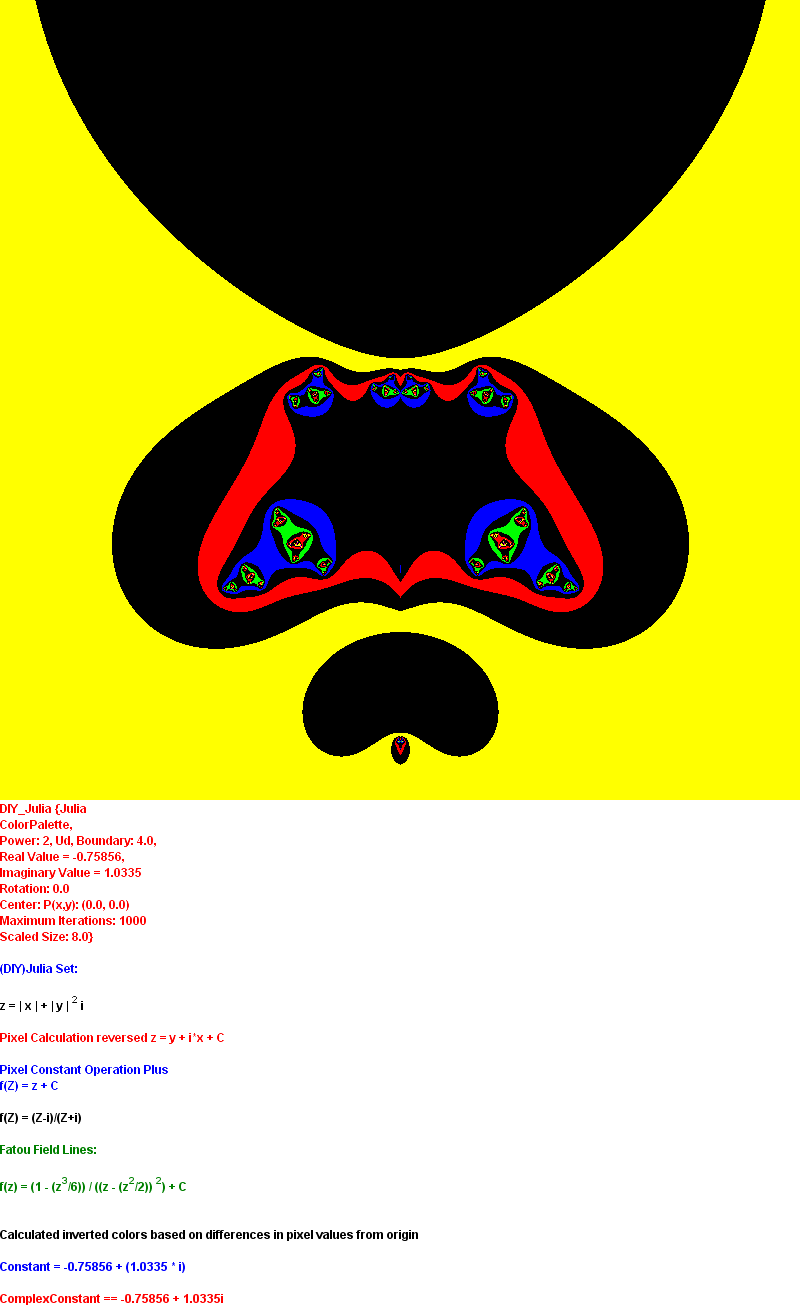 DIY_Julia {Julia
ColorPalette,
Power: 2, Ud, Boundary: 4.0,
Real Value = -0.75856,
Imaginary Value = 1.0335
Rotation: 0.0
Center: P(x,y): (0.0, 0.0)
Maximum Iterations: 1000
Scaled Size: 8.0}
(DIY)Julia Set:
z = | x | + | y | ² i
Pixel Calculation reversed z = y + i*x + C
Pixel Constant Operation Plus
f(Z) = z + C
f(Z) = (Z-i)/(Z+i)
Fatou Field Lines:
f(z) = (1 - (z³/6)) / ((z - (z²/2)) ²) + C
Calculated inverted colors based on differences in pixel values from origin
Constant = -0.75856 + (1.0335 * i)
ComplexConstant == -0.75856 + 1.0335i